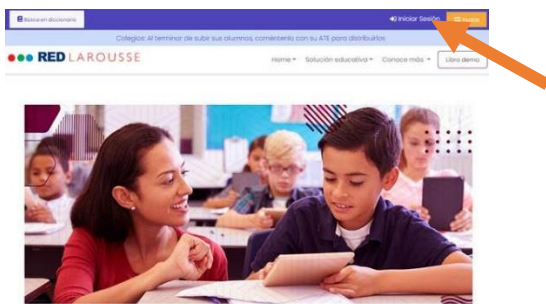 Busca en diccionario
Iniciar Sesión
Colegios: Al terminar de subir sus alumnos, coméntenlo con su ATE para distribuirlos
RED LAROUSSE
Home
Solución educativa
Conoce más
Libro demo